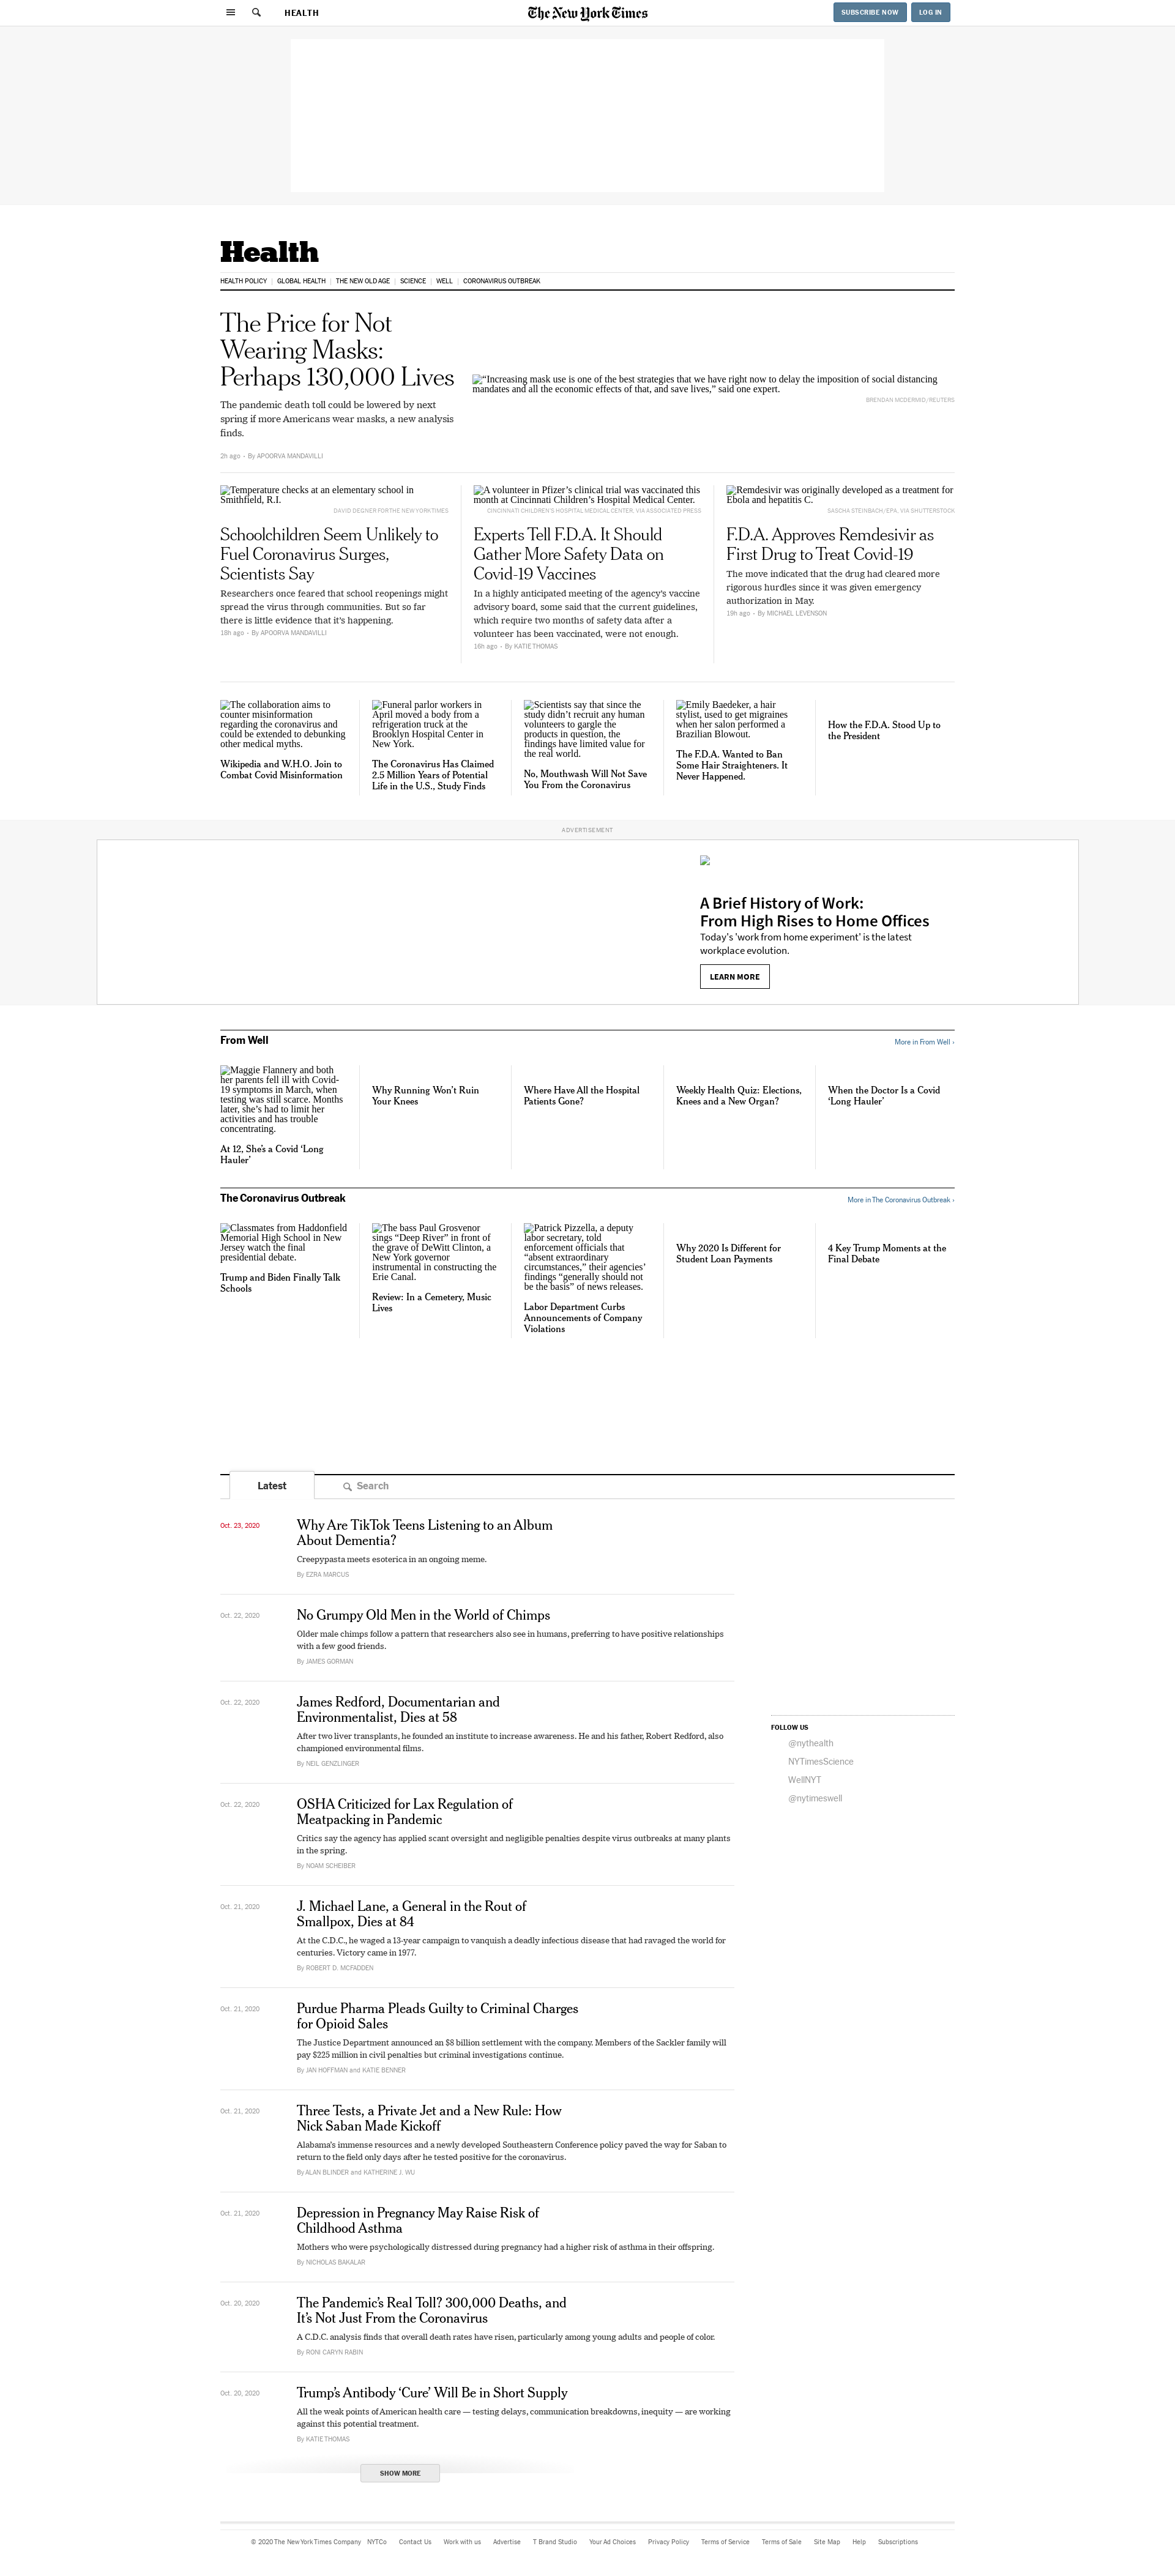 HEALTH
The New York Times
SUBSCRIBE NOW
LOG IN
Health
HEALTH POLICY | GLOBAL HEALTH | THE NEW OLD AGE | SCIENCE | WELL | CORONAVIRUS OUTBREAK
The Price for Not
Wearing Masks:
Perhaps 130,000 Lives
The pandemic death toll could be lowered by next
spring if more Americans wear masks, a new analysis
finds.
2h ago • By APOORVA MANDAVILLI
“Increasing mask use is one of the best strategies that we have right now to delay the imposition of social distancing
mandates and all the economic effects of that, and save lives,” said one expert.
BRENDAN MCDERMID/REUTERS
Temperature checks at an elementary school in
Smithfield, R.I.
DAVID DEGNER FOR THE NEW YORK TIMES
Schoolchildren Seem Unlikely to
Fuel Coronavirus Surges,
Scientists Say
Researchers once feared that school reopenings might
spread the virus through communities. But so far
there is little evidence that it’s happening.
18h ago • By APOORVA MANDAVILLI
A volunteer in Pfizer’s clinical trial was vaccinated this
month at Cincinnati Children’s Hospital Medical Center.
CINCINNATI CHILDREN'S HOSPITAL MEDICAL CENTER, VIA ASSOCIATED PRESS
Experts Tell F.D.A. It Should
Gather More Safety Data on
Covid-19 Vaccines
In a highly anticipated meeting of the agency’s vaccine
advisory board, some said that the current guidelines,
which require two months of safety data after a
volunteer has been vaccinated, were not enough.
16h ago • By KATIE THOMAS
Remdesivir was originally developed as a treatment for
Ebola and hepatitis C.
SASCHA STEINBACH/EPA, VIA SHUTTERSTOCK
F.D.A. Approves Remdesivir as
First Drug to Treat Covid-19
The move indicated that the drug had cleared more
rigorous hurdles since it was given emergency
authorization in May.
19h ago • By MICHAEL LEVENSON
The collaboration aims to
counter misinformation
regarding the coronavirus and
could be extended to debunking
other medical myths.
Wikipedia and W.H.O. Join to
Combat Covid Misinformation
Funeral parlor workers in
April moved a body from a
refrigeration truck at the
Brooklyn Hospital Center in
New York.
The Coronavirus Has Claimed
2.5 Million Years of Potential
Life in the U.S., Study Finds
Scientists say that since the
study didn’t recruit any human
volunteers to gargle the
products in question, the
findings have limited value for
the real world.
No, Mouthwash Will Not Save
You From the Coronavirus
Emily Baedeker, a hair
stylist, used to get migraines
when her salon performed a
Brazilian Blowout.
The F.D.A. Wanted to Ban
Some Hair Straighteners. It
Never Happened.
How the F.D.A. Stood Up to
the President
ADVERTISEMENT
A Brief History of Work:
From High Rises to Home Offices
Today's 'work from home experiment' is the latest
workplace evolution.
LEARN MORE
From Well
More in From Well ›
Maggie Flannery and both
her parents fell ill with Covid-
19 symptoms in March, when
testing was still scarce. Months
later, she’s had to limit her
activities and has trouble
concentrating.
At 12, She’s a Covid ‘Long
Hauler’
Why Running Won’t Ruin
Your Knees
Where Have All the Hospital
Patients Gone?
Weekly Health Quiz: Elections,
Knees and a New Organ?
When the Doctor Is a Covid
‘Long Hauler’
The Coronavirus Outbreak
More in The Coronavirus Outbreak ›
Classmates from Haddonfield
Memorial High School in New
Jersey watch the final
presidential debate.
Trump and Biden Finally Talk
Schools
The bass Paul Grosvenor
sings “Deep River” in front of
the grave of DeWitt Clinton, a
New York governor
instrumental in constructing the
Erie Canal.
Review: In a Cemetery, Music
Lives
Patrick Pizzella, a deputy
labor secretary, told
enforcement officials that
“absent extraordinary
circumstances,” their agencies’
findings “generally should not
be the basis” of news releases.
Labor Department Curbs
Announcements of Company
Violations
Why 2020 Is Different for
Student Loan Payments
4 Key Trump Moments at the
Final Debate
Latest
Search
Oct. 23, 2020
Why Are TikTok Teens Listening to an Album
About Dementia?
Creepypasta meets esoterica in an ongoing meme.
By EZRA MARCUS
Oct. 22, 2020
No Grumpy Old Men in the World of Chimps
Older male chimps follow a pattern that researchers also see in humans, preferring to have positive relationships
with a few good friends.
By JAMES GORMAN
Oct. 22, 2020
James Redford, Documentarian and
Environmentalist, Dies at 58
After two liver transplants, he founded an institute to increase awareness. He and his father, Robert Redford, also
championed environmental films.
By NEIL GENZLINGER
FOLLOW US
@nythealth
NYTimesScience
WellNYT
@nytimeswell
Oct. 22, 2020
OSHA Criticized for Lax Regulation of
Meatpacking in Pandemic
Critics say the agency has applied scant oversight and negligible penalties despite virus outbreaks at many plants
in the spring.
By NOAM SCHEIBER
Oct. 21, 2020
J. Michael Lane, a General in the Rout of
Smallpox, Dies at 84
At the C.D.C., he waged a 13-year campaign to vanquish a deadly infectious disease that had ravaged the world for
centuries. Victory came in 1977.
By ROBERT D. MCFADDEN
Oct. 21, 2020
Purdue Pharma Pleads Guilty to Criminal Charges
for Opioid Sales
The Justice Department announced an $8 billion settlement with the company. Members of the Sackler family will
pay $225 million in civil penalties but criminal investigations continue.
By JAN HOFFMAN and KATIE BENNER
Oct. 21, 2020
Three Tests, a Private Jet and a New Rule: How
Nick Saban Made Kickoff
Alabama’s immense resources and a newly developed Southeastern Conference policy paved the way for Saban to
return to the field only days after he tested positive for the coronavirus.
By ALAN BLINDER and KATHERINE J. WU
Oct. 21, 2020
Depression in Pregnancy May Raise Risk of
Childhood Asthma
Mothers who were psychologically distressed during pregnancy had a higher risk of asthma in their offspring.
By NICHOLAS BAKALAR
Oct. 20, 2020
The Pandemic’s Real Toll? 300,000 Deaths, and
It’s Not Just From the Coronavirus
A C.D.C. analysis finds that overall death rates have risen, particularly among young adults and people of color.
By RONI CARYN RABIN
Oct. 20, 2020
Trump’s Antibody ‘Cure’ Will Be in Short Supply
All the weak points of American health care — testing delays, communication breakdowns, inequity — are working
against this potential treatment.
By KATIE THOMAS
SHOW MORE
© 2020 The New York Times Company NYTCo Contact Us Work with us Advertise T Brand Studio Your Ad Choices Privacy Policy Terms of Service Terms of Sale Site Map Help Subscriptions